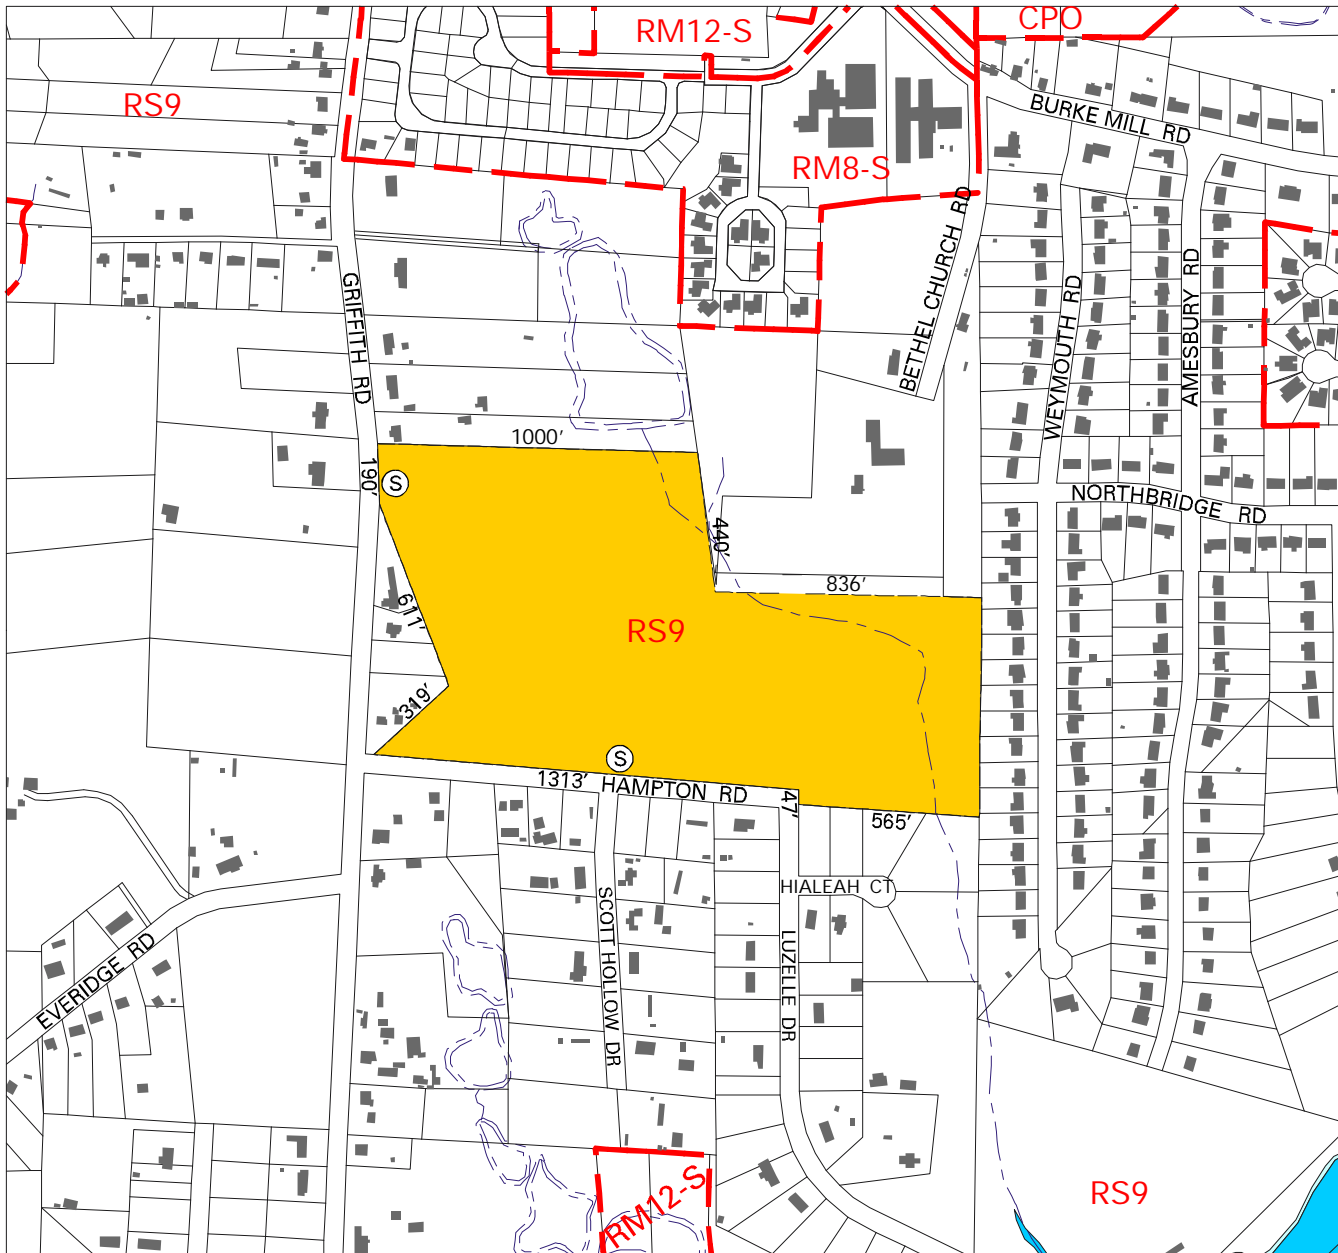 CPO
RM12-S
RS9
BURKE MILL RD
RM8-S
BETHEL CHURCH RD
GRIFFITH RD
WEYMOUTH RD
AMESBURY RD
1000′
190′
S
NORTHBRIDGE RD
440′
836′
611′
RS9
319′
S
1313′ HAMPTON RD
47′
565′
HIALEAH CT
SCOTT HOLLOW DR
LUZELLE DR
EVERIDGE RD
RM12-S
RS9